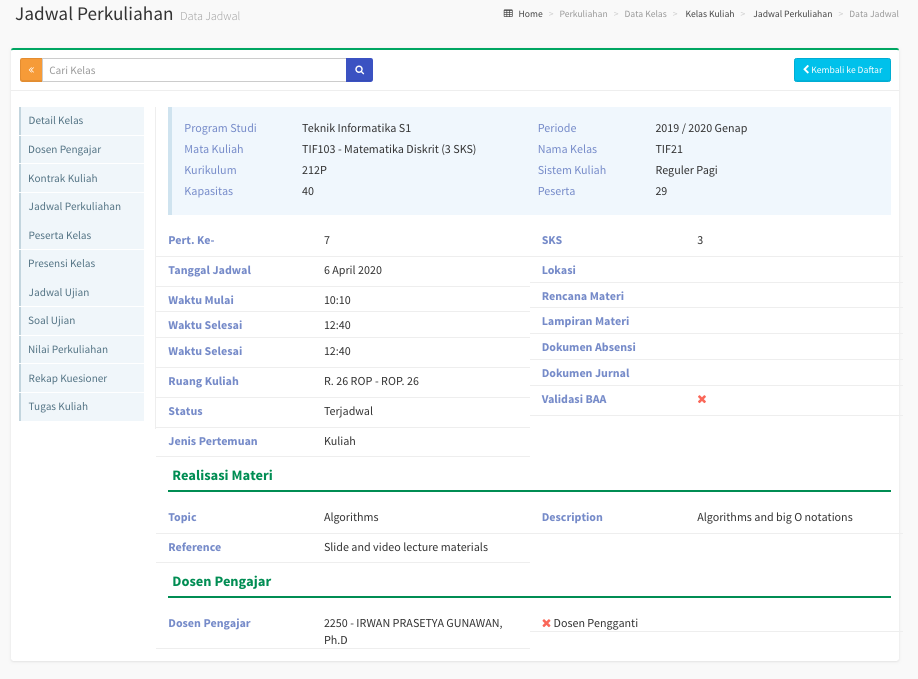 Jadwal Perkuliahan Data Jadwal
Home > Perkuliahan > Data Kelas > Kelas Kuliah > Jadwal Perkuliahan > Data Jadwal
« Cari Kelas
Kembali ke Daftar
Detail Kelas
Dosen Pengajar
Kontrak Kuliah
Jadwal Perkuliahan
Peserta Kelas
Presensi Kelas
Jadwal Ujian
Soal Ujian
Nilai Perkuliahan
Rekap Kuesioner
Tugas Kuliah
Program Studi Teknik Informatika S1 Periode 2019 / 2020 Genap
Mata Kuliah TIF103 - Matematika Diskrit (3 SKS) Nama Kelas TIF21
Kurikulum 212P Sistem Kuliah Reguler Pagi
Kapasitas 40 Peserta 29
Pert. Ke- 7
Tanggal Jadwal 6 April 2020
Waktu Mulai 10:10
Waktu Selesai 12:40
Waktu Selesai 12:40
Ruang Kuliah R. 26 ROP - ROP. 26
Status Terjadwal
Jenis Pertemuan Kuliah
SKS 3
Lokasi
Rencana Materi
Lampiran Materi
Dokumen Absensi
Dokumen Jurnal
Validasi BAA
Realisasi Materi
Topic Algorithms Description Algorithms and big O notations
Reference Slide and video lecture materials
Dosen Pengajar
Dosen Pengajar 2250 - IRWAN PRASETYA GUNAWAN, Dosen Pengganti
Ph.D